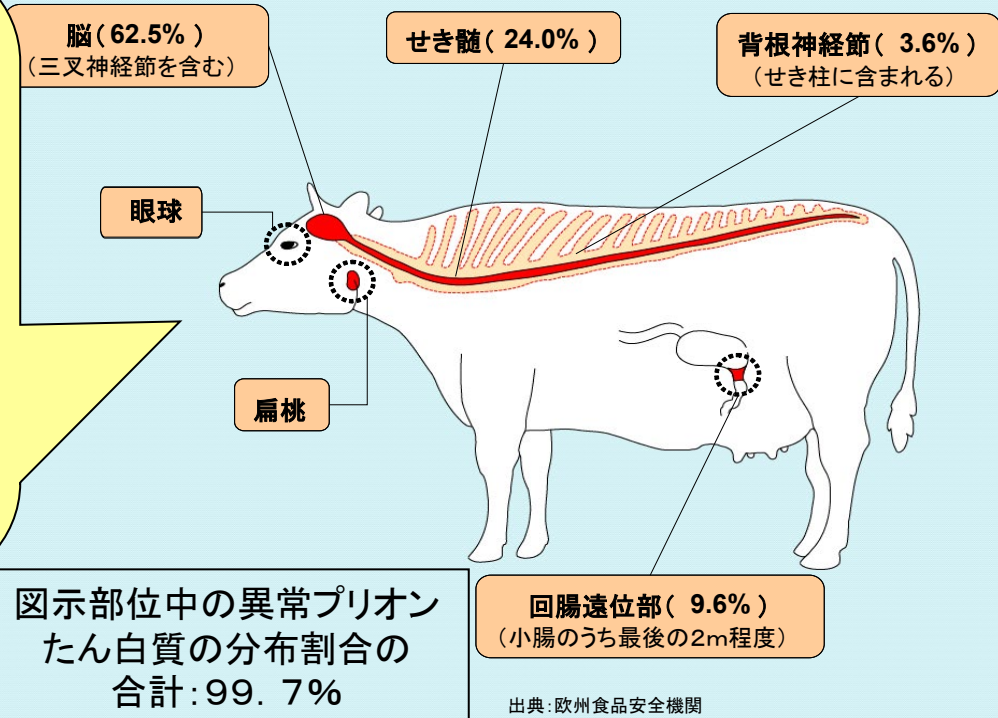 脳(62.5% )
(三叉神経節を含む)
せき髄( 24.0% )
背根神経節( 3.6% )
(せき柱に含まれる)
眼球
扁桃
回腸遠位部( 9.6% )
(小腸のうち最後の2m程度)
図示部位中の異常プリオン
たん白質の分布割合の
合計:99. 7%
出典:欧州食品安全機関